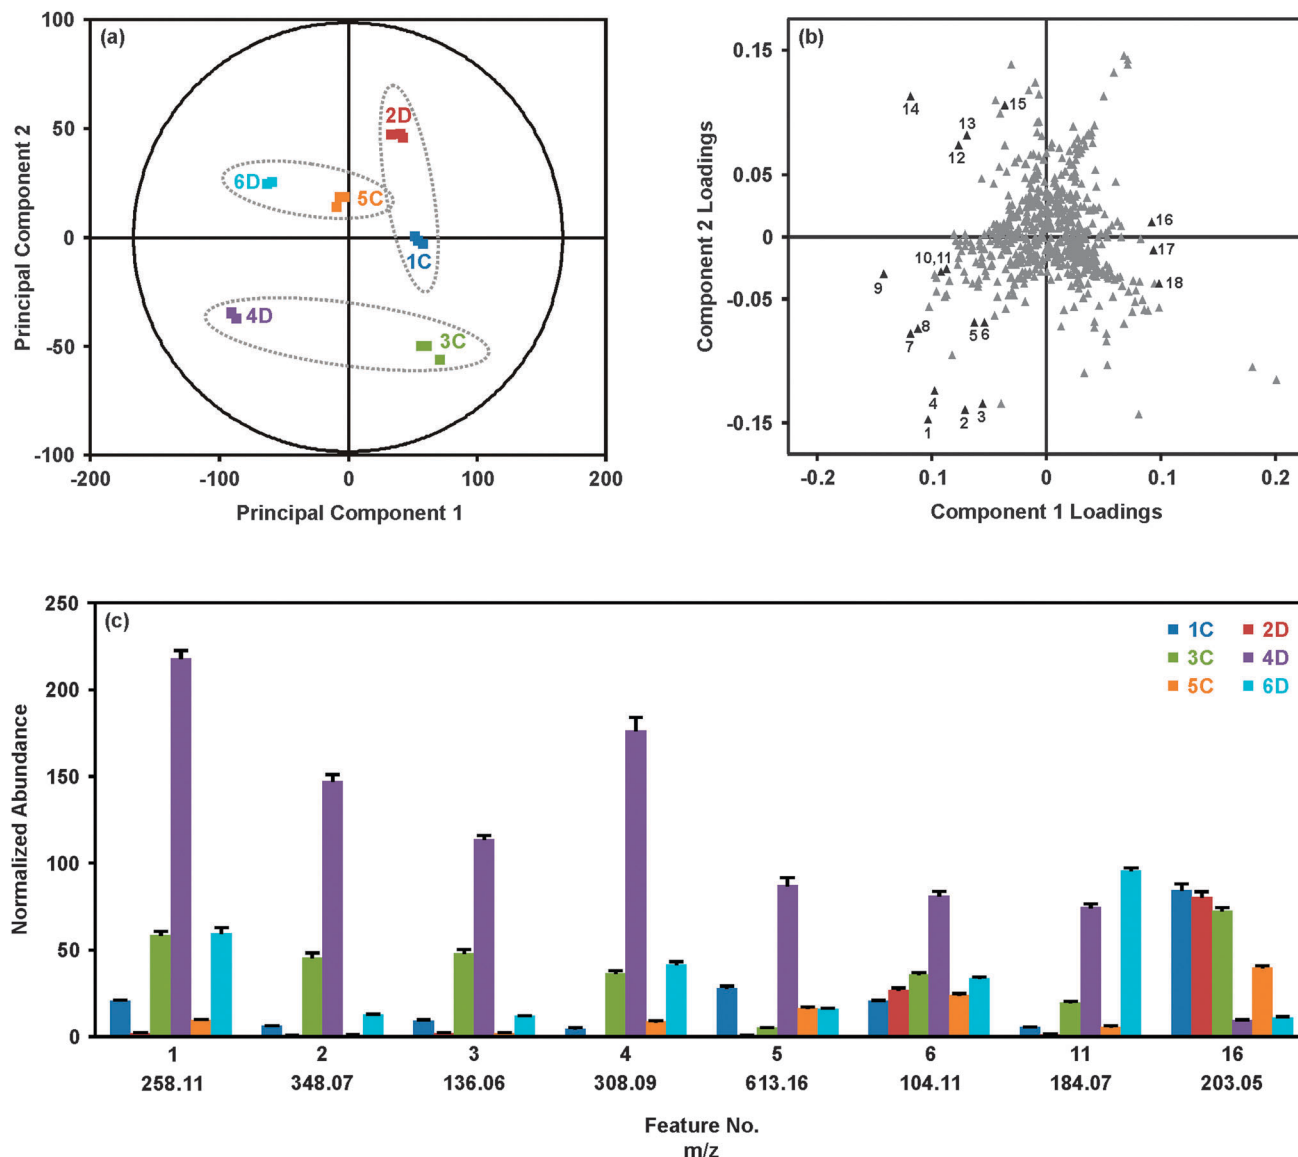 (a)
100
50
0
-50
-100
-200
-100
0
100
200
Principal Component 2
Principal Component 1
2D
6D
5C
1C
4D
3C
(b)
0.15
0.05
0
-0.05
-0.15
-0.2
0.1
0
0.1
0.2
Component 2 Loadings
Component 1 Loadings
14
15
13
12
16
17
10,11
9
18
8
7
5
6
4
1
2
3
(c)
250
200
150
100
50
0
Normalized Abundance
1C 2D
3C 4D
5C 6D
1 2 3 4 5 6 11 16
258.11 348.07 136.06 308.09 613.16 104.11 184.07 203.05
Feature No.
m/z